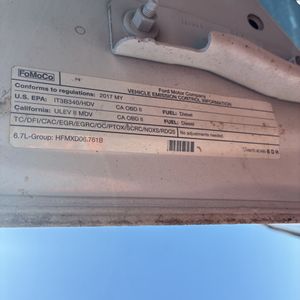 FoMoCo
Ford Motor Company
VEHICLE EMISSION CONTROL INFORMATION
Conforms to regulations: 2017 MY
U.S. EPA: IT3B340/HDV CA OBD II FUEL: Diesel
California: ULEV II MDV CA OBD II FUEL: Diesel
TC/DFI/CAC/EGR/EGRC/OC/PTOX/SCRC/NOXS/RDQS No adjustments needed.
6.7L-Group: HFMXD06.761B